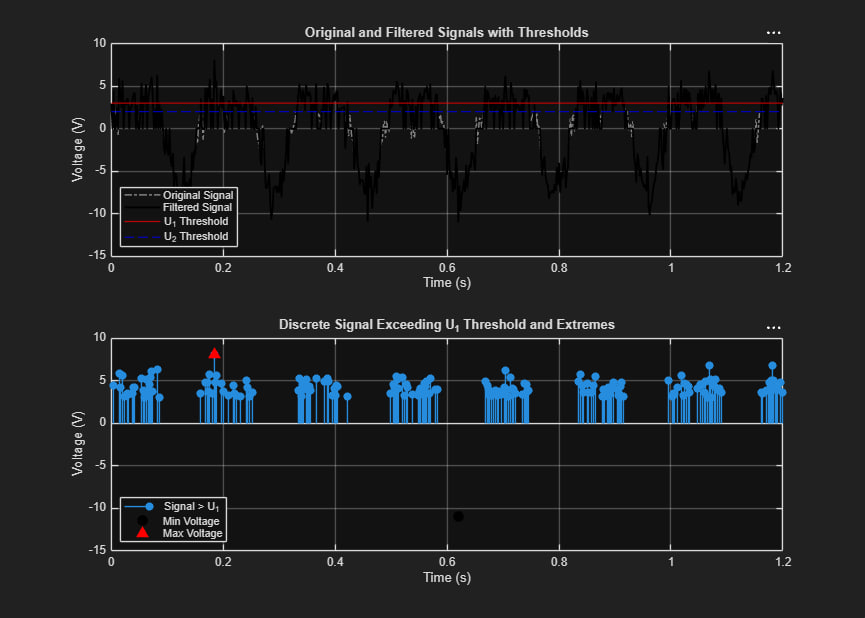 Original and Filtered Signals with Thresholds
...
10
5
0
-5
-10
-15
Voltage (V)
Original Signal
Filtered Signal
U₁ Threshold
U₂ Threshold
0 0.2 0.4 0.6 0.8 1 1.2
Time (s)
Discrete Signal Exceeding U₁ Threshold and Extremes
...
10
5
0
-5
-10
-15
Voltage (V)
Signal > U₁
Min Voltage
Max Voltage
0 0.2 0.4 0.6 0.8 1 1.2
Time (s)